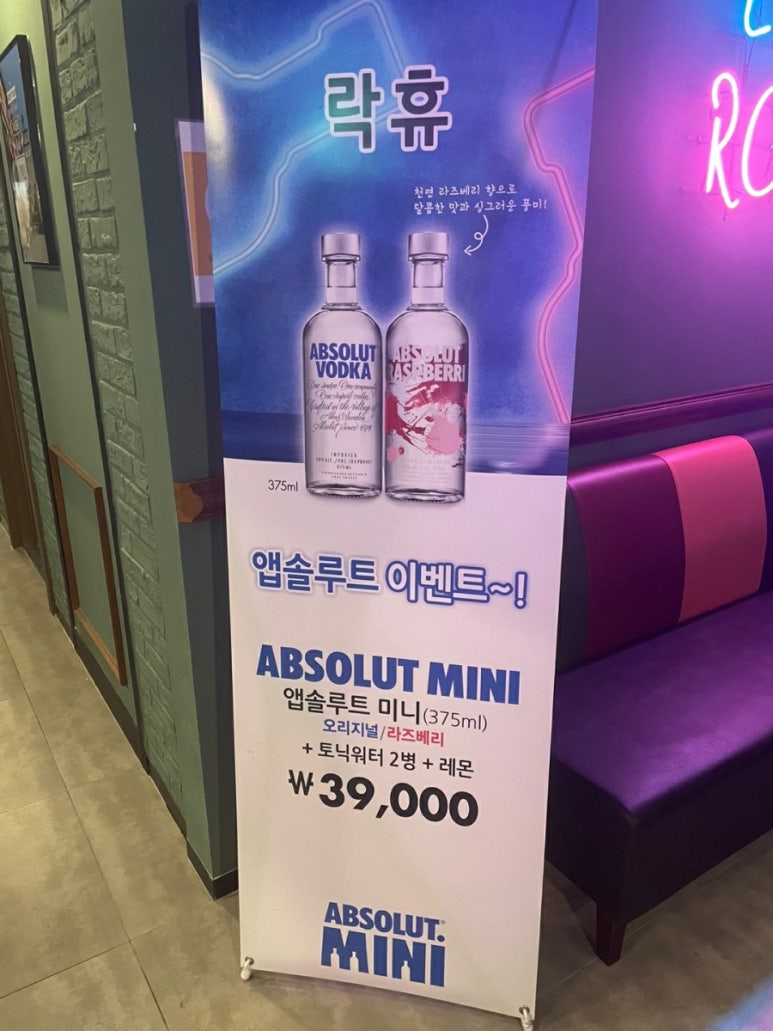 락휴
천연 라즈베리 향으로
달콤한 맛과 싱그러운 풍미!
ABSOLUT
VODKA
ABSOLUT
RASPBERRI
IMPORTED
375ml
앱솔루트 이벤트~!
ABSOLUT MINI
앱솔루트 미니(375ml)
오리지널/라즈베리
+ 토닉워터 2병 + 레몬
₩39,000
ABSOLUT.
MINI